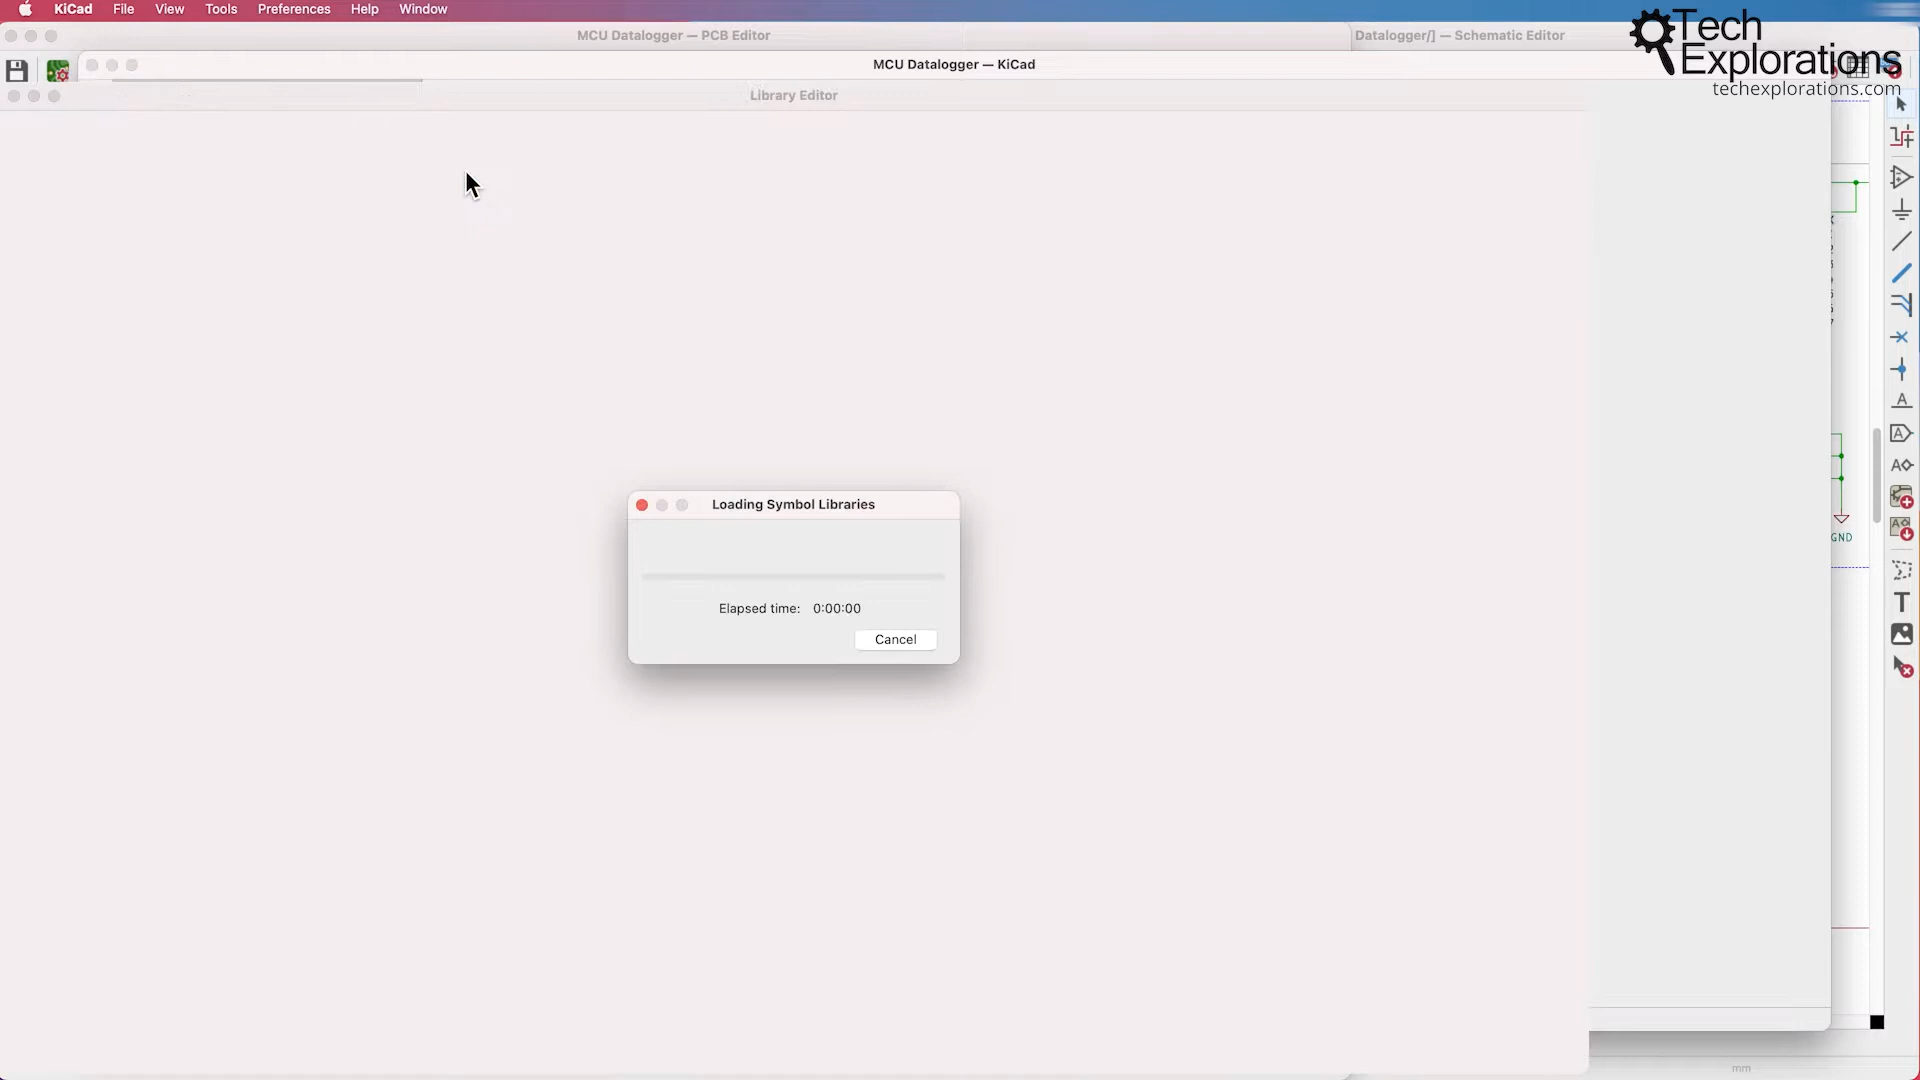 KiCad File View Tools Preferences Help Window
MCU Datalogger — PCB Editor
Datalogger/] — Schematic Editor
Tech
Explorations
techexplorations.com
MCU Datalogger — KiCad
Library Editor
Loading Symbol Libraries
Elapsed time: 0:00:00
Cancel
GND
A
A
A
A
T
mm